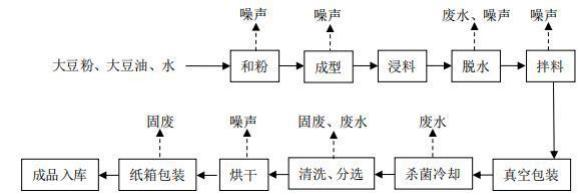 噪声 噪声 废水、噪声 噪声
大豆粉、大豆油、水 和粉 成型 浸料 脱水 拌料
固废 噪声 固废、废水 废水
成品入库 纸箱包装 烘干 清洗、分选 杀菌冷却 真空包装